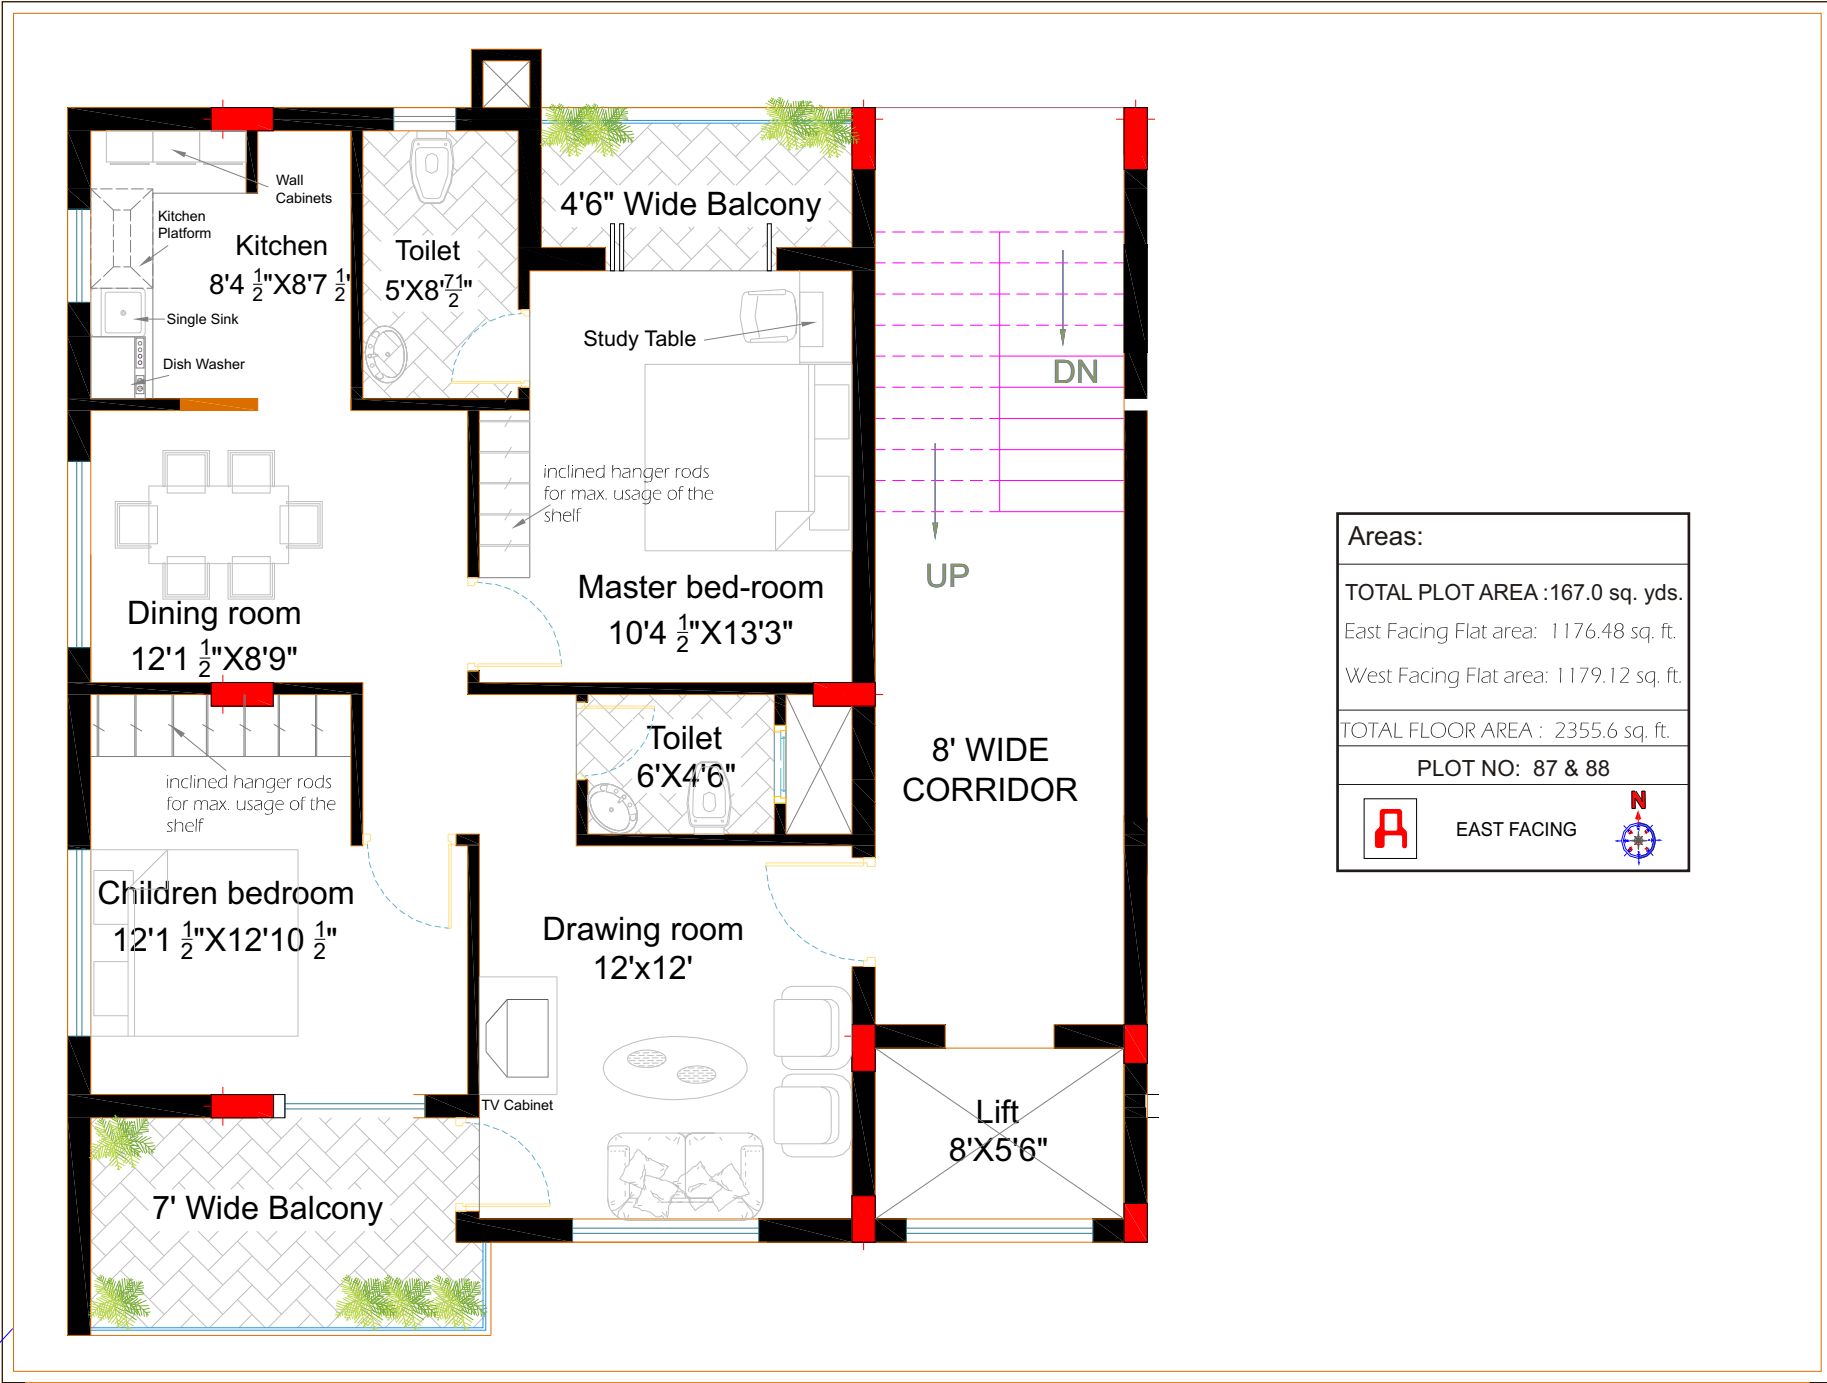 Wall
Cabinets
Kitchen
Platform
Kitchen
8'4 1/2"X8'7 1/2'
Single Sink
Dish Washer
Toilet
5'X8'71/2"
4'6" Wide Balcony
Study Table
inclined hanger rods
for max. usage of the
shelf
Master bed-room
10'4 1/2"X13'3"
DN
UP
Dining room
12'1 1/2"X8'9"
inclined hanger rods
for max. usage of the
shelf
Toilet
6'X4'6"
8' WIDE
CORRIDOR
Children bedroom
12'1 1/2"X12'10 1/2"
Drawing room
12'x12'
TV Cabinet
Lift
8'X5'6"
7' Wide Balcony
Areas:
TOTAL PLOT AREA :167.0 sq. yds.
East Facing Flat area: 1176.48 sq. ft.
West Facing Flat area: 1179.12 sq. ft.
TOTAL FLOOR AREA : 2355.6 sq. ft.
PLOT NO: 87 & 88
EAST FACING
N